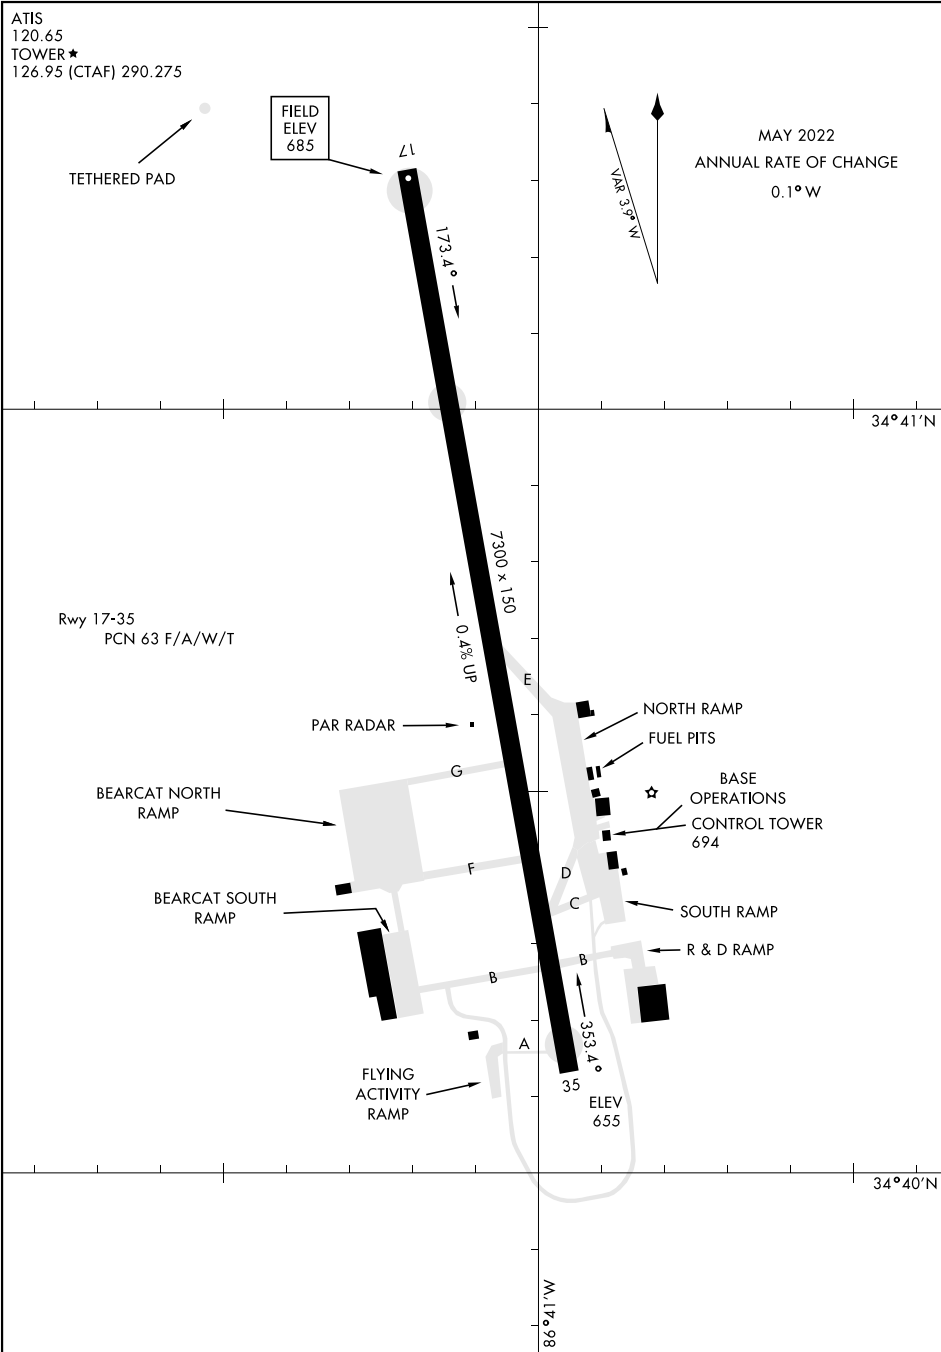 ATIS
120.65
TOWER★
126.95 (CTAF) 290.275
TETHERED PAD
FIELD
ELEV
685
17
173.4°
VAR 3.9° W
MAY 2022
ANNUAL RATE OF CHANGE
0.1° W
34°41'N
7300 x 150
0.4% UP
Rwy 17-35
PCN 63 F/A/W/T
E
NORTH RAMP
PAR RADAR
FUEL PITS
G
BASE
OPERATIONS
BEARCAT NORTH
RAMP
CONTROL TOWER
694
F
D
C
BEARCAT SOUTH
RAMP
SOUTH RAMP
R & D RAMP
B
B
A
353.4°
FLYING
ACTIVITY
RAMP
35
ELEV
655
34°40'N
86°41'W